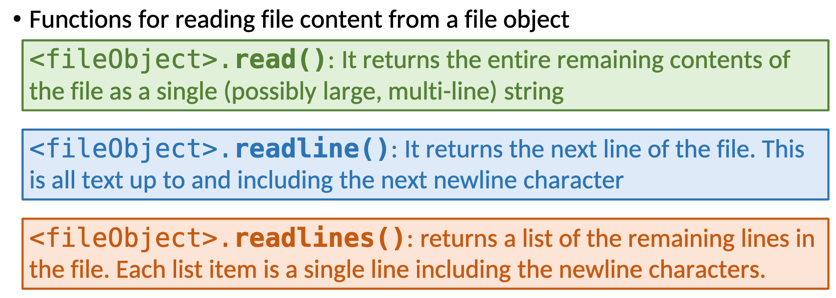 • Functions for reading file content from a file object
<fileObject>.read(): It returns the entire remaining contents of
the file as a single (possibly large, multi-line) string
<fileObject>.readline(): It returns the next line of the file. This
is all text up to and including the next newline character
<fileObject>.readlines(): returns a list of the remaining lines in
the file. Each list item is a single line including the newline characters.